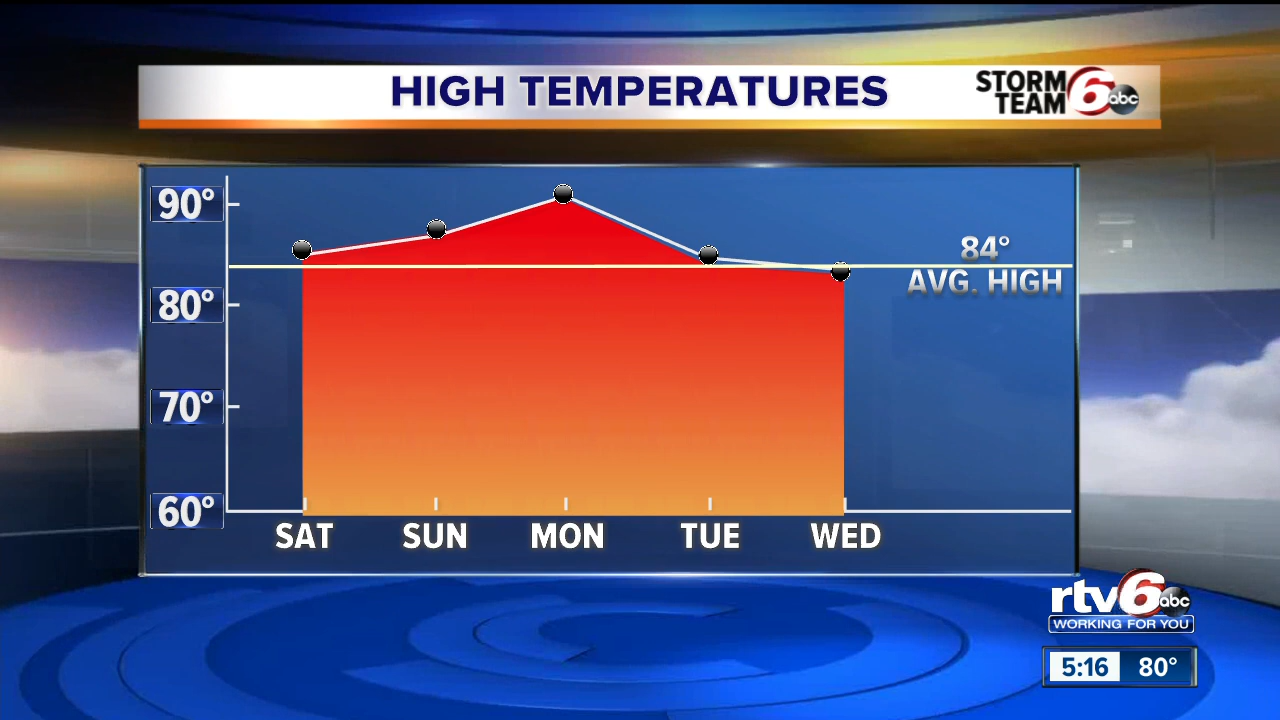 HIGH TEMPERATURES
STORM
TEAM 6 abc
90°
80°
70°
60°
84°
AVG. HIGH
SAT SUN MON TUE WED
rtv6 abc
WORKING FOR YOU
5:16 80°